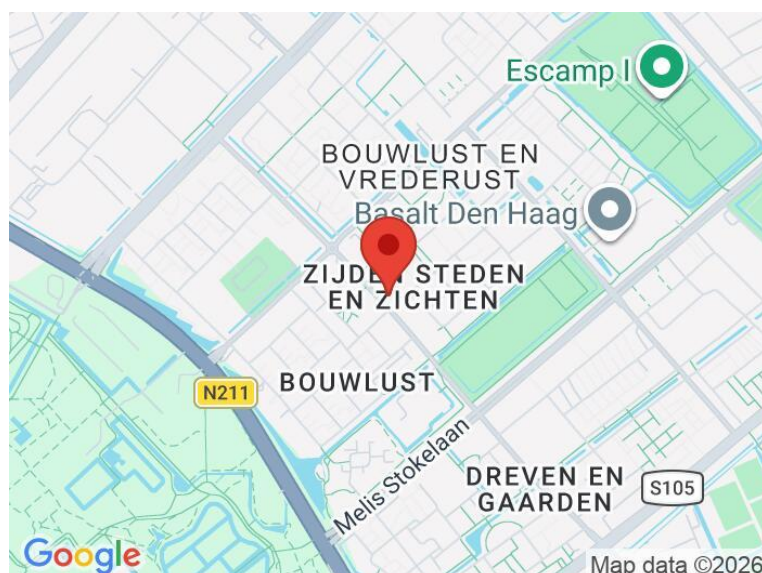 Escamp I
BOUWLUST EN
VREDERUST
Basalt Den Haag
ZIJDEN STEDEN
EN ZICHTEN
BOUWLUST
N211
Melis Stokelaan
DREVEN EN
GAARDEN
S105
Google
Map data ©2026